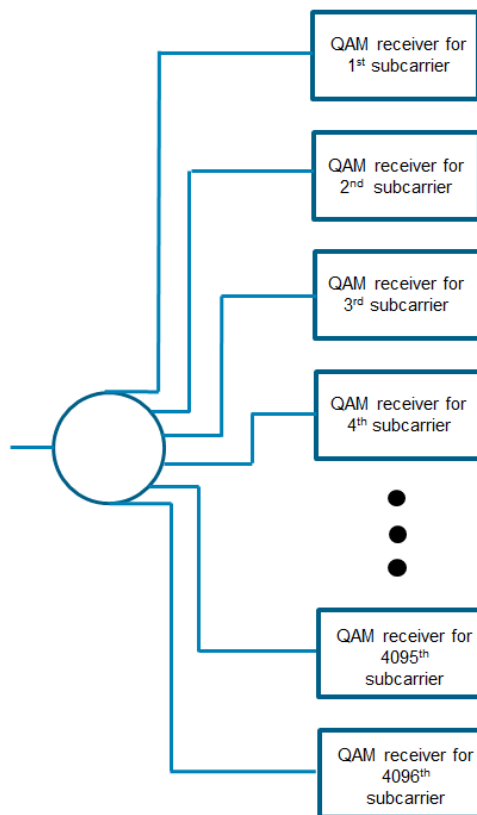 QAM receiver for
1st subcarrier
QAM receiver for
2nd subcarrier
QAM receiver for
3rd subcarrier
QAM receiver for
4th subcarrier
QAM receiver for
4095th
subcarrier
QAM receiver for
4096th
subcarrier